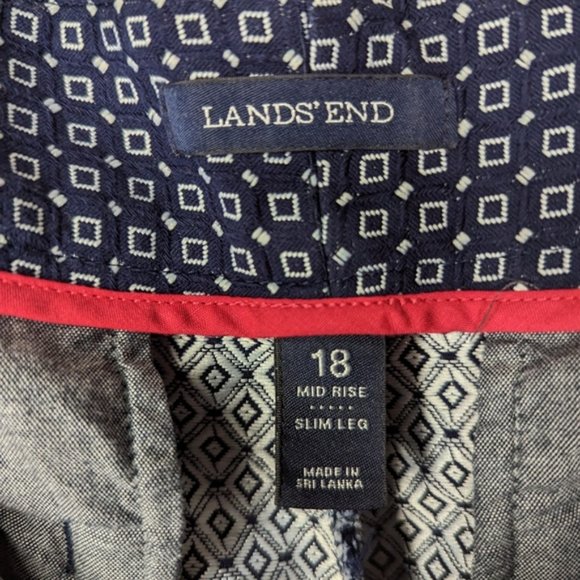 LANDS' END
18
MID RISE
SLIM LEG
MADE IN
SRI LANKA